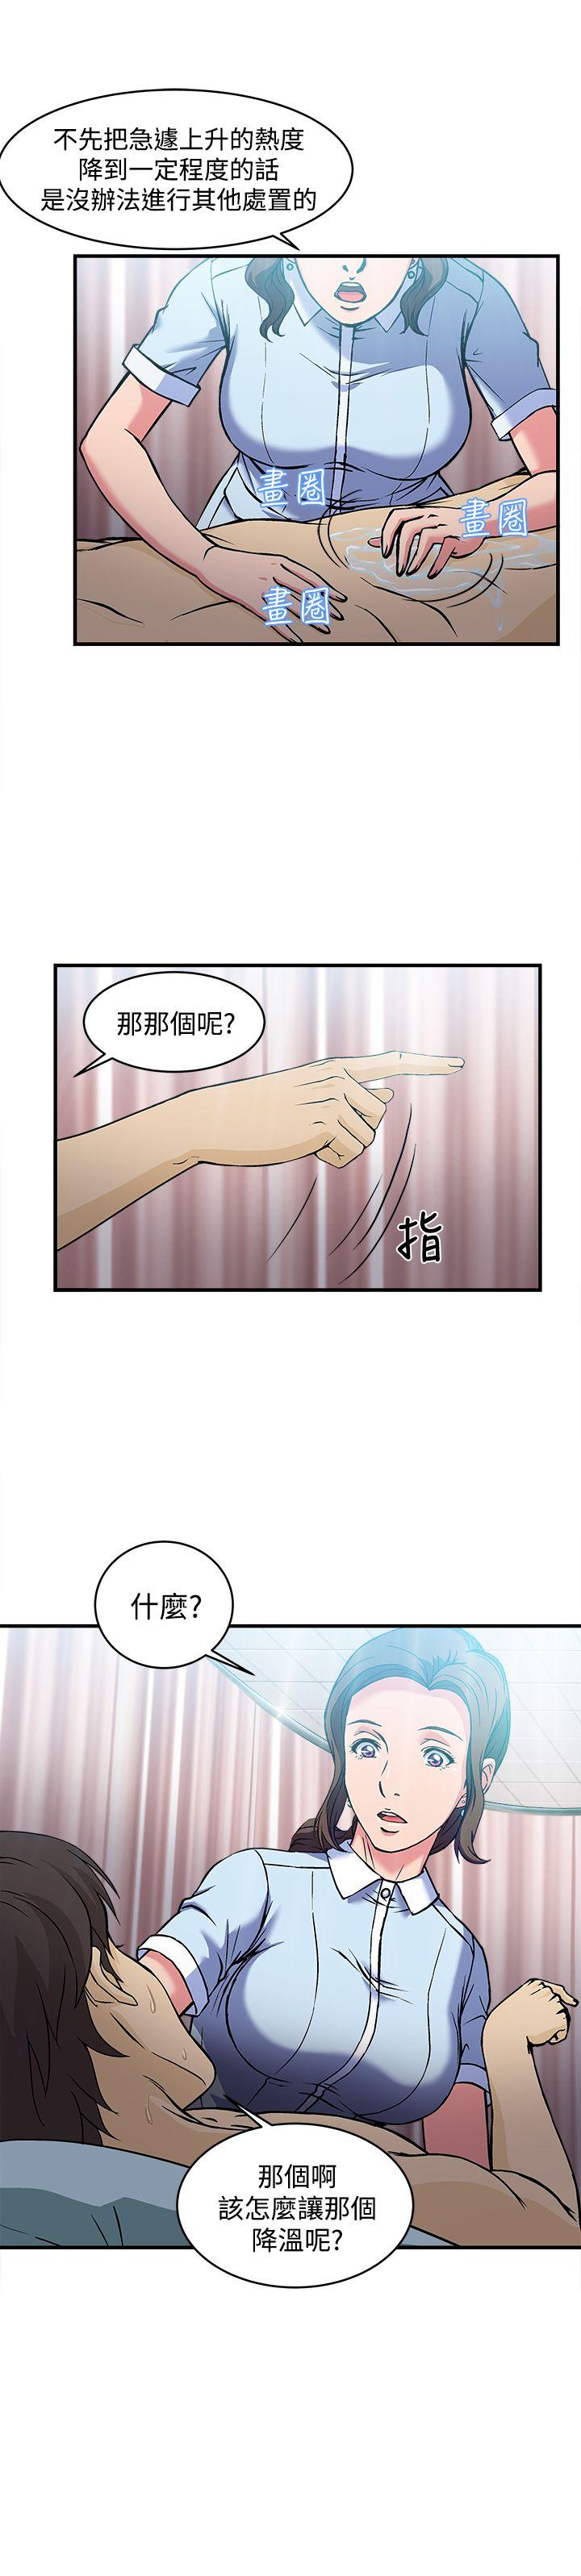 不先把急遽上升的熱度
降到一定程度的話
是沒辦法進行其他處置的
畫圈
畫圈
畫圈
那那個呢?
指
什麼?
那個啊
該怎麼讓那個
降溫呢?